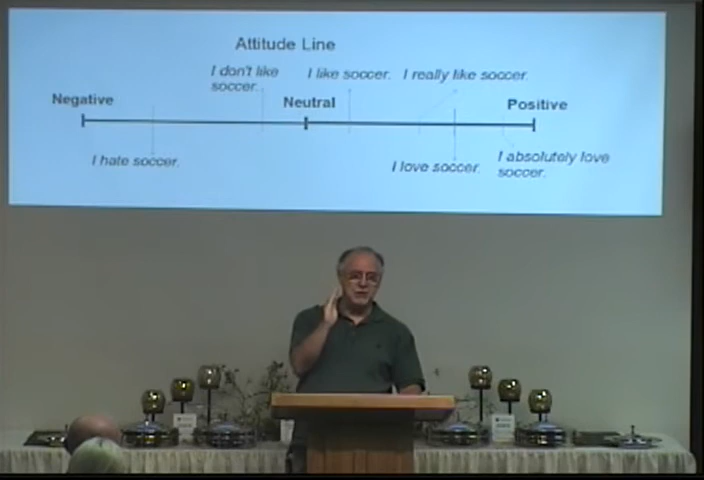 Attitude Line
I don't like
soccer.
I like soccer.
I really like soccer.
Negative
Neutral
Positive
I hate soccer.
I love soccer.
I absolutely love
soccer.